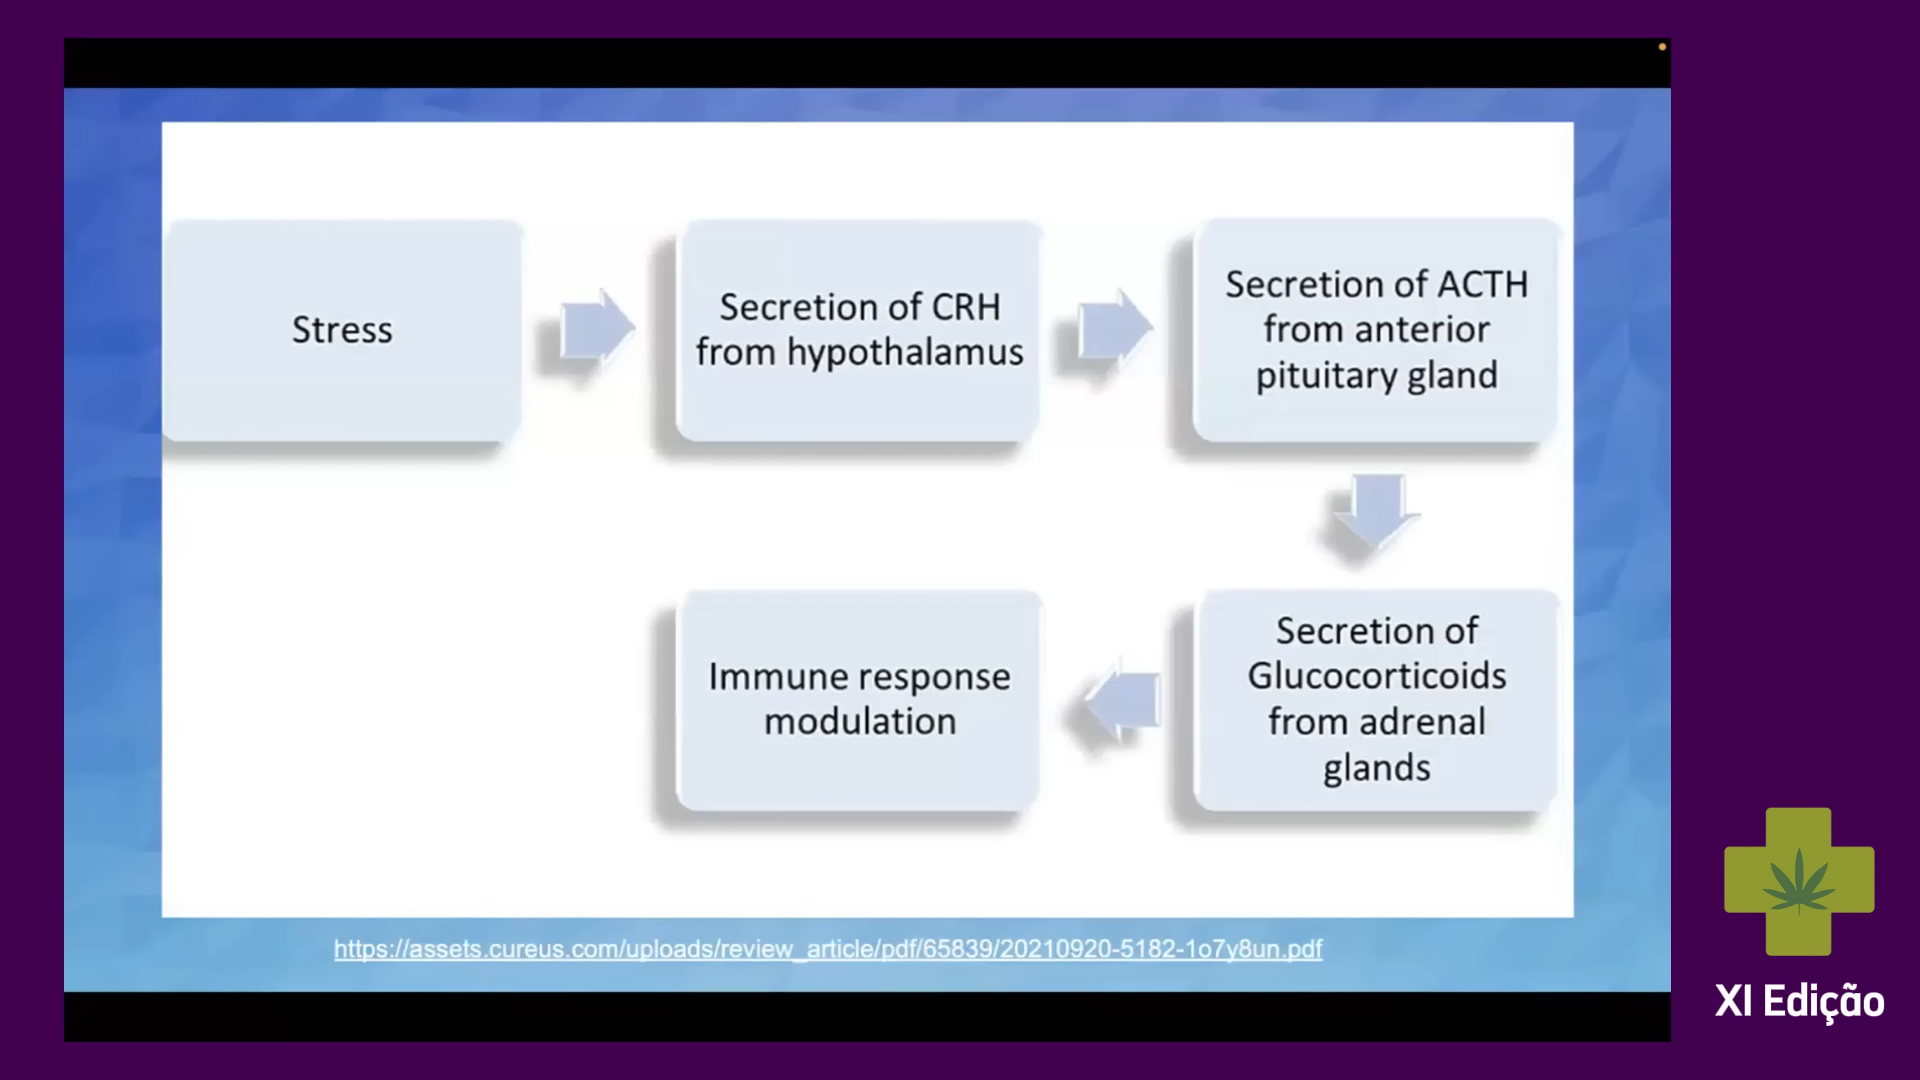 Stress
Secretion of CRH
from hypothalamus
Secretion of ACTH
from anterior
pituitary gland
Secretion of
Glucocorticoids
from adrenal
glands
Immune response
modulation
https://assets.cureus.com/uploads/review_article/pdf/65839/20210920-5182-1o7y8un.pdf
XI Edição